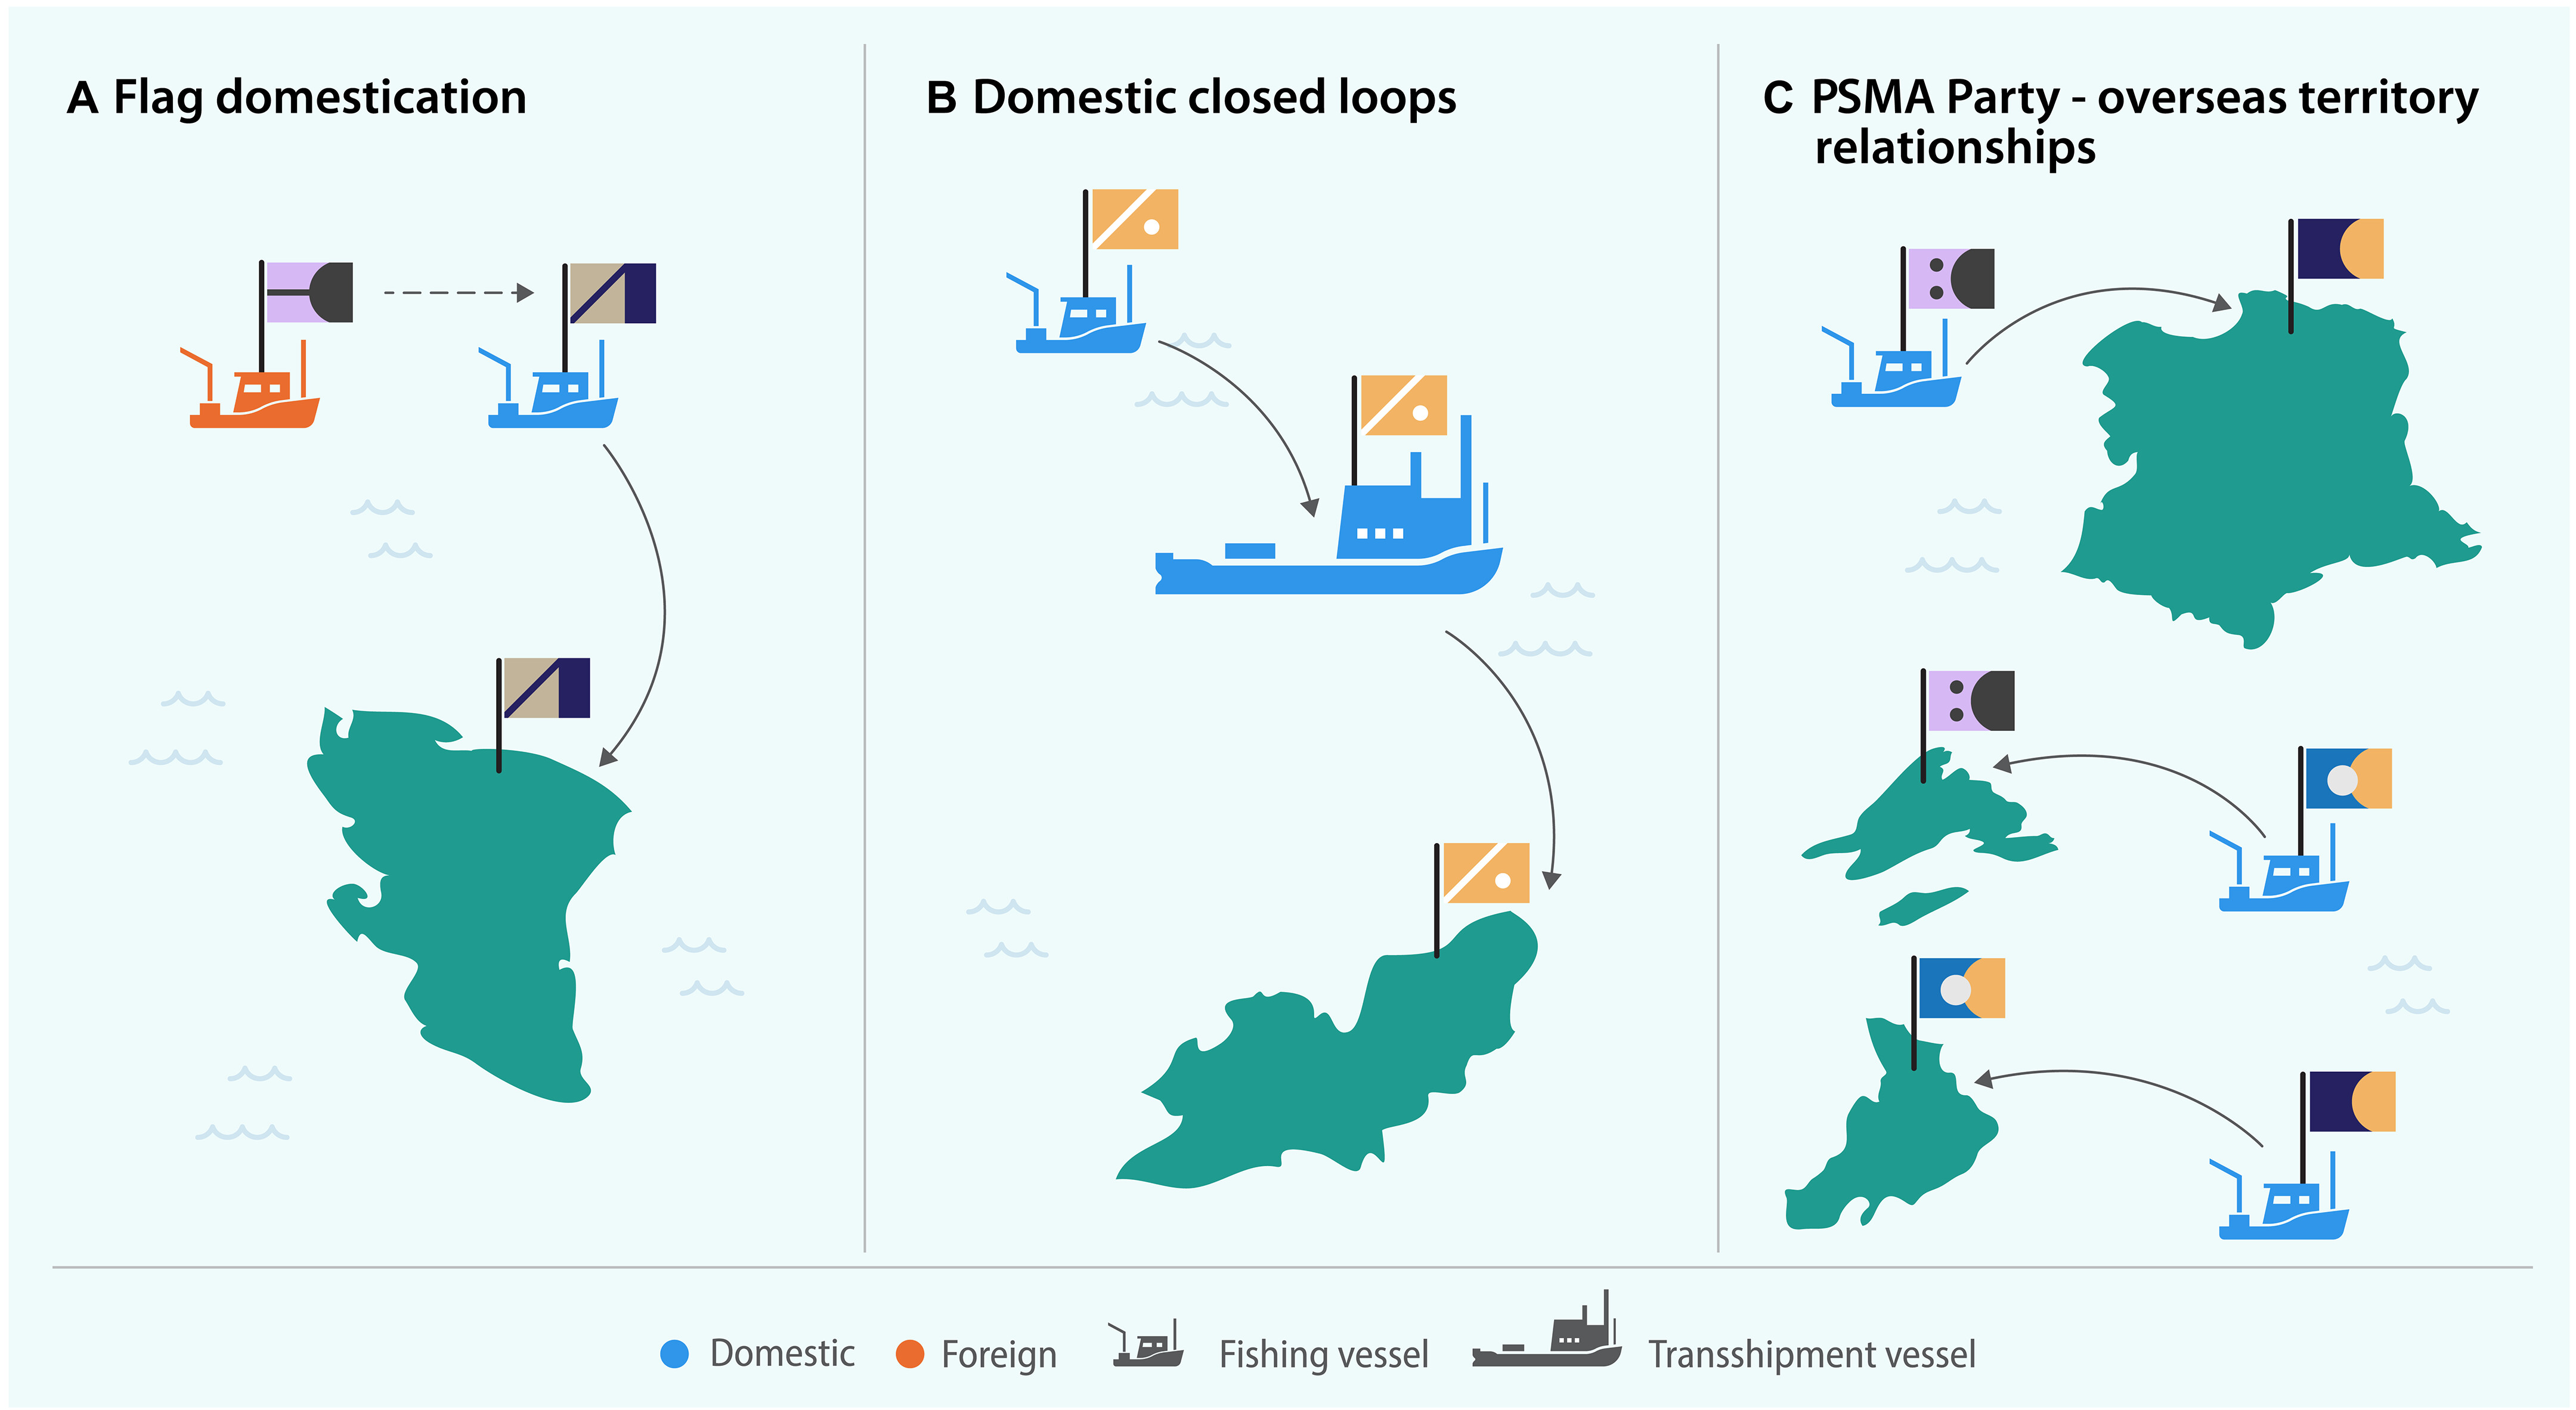 A Flag domestication
B Domestic closed loops
C PSMA Party - overseas territory
relationships
Domestic
Foreign
Fishing vessel
Transshipment vessel